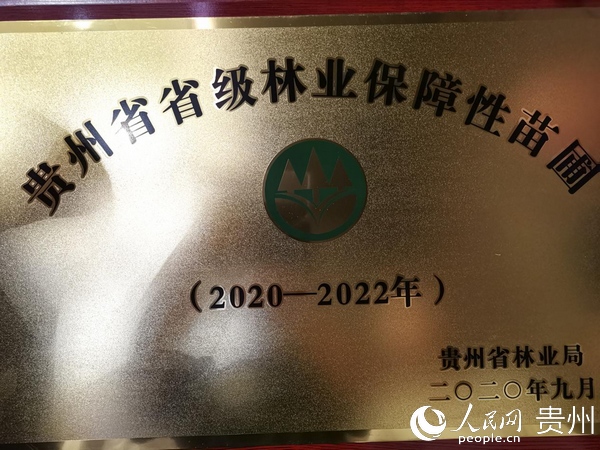 贵州省省级林业保障性苗圃
（2020—2022年）
贵州省林业局
二〇二〇年九月
人民网 贵州
people.cn